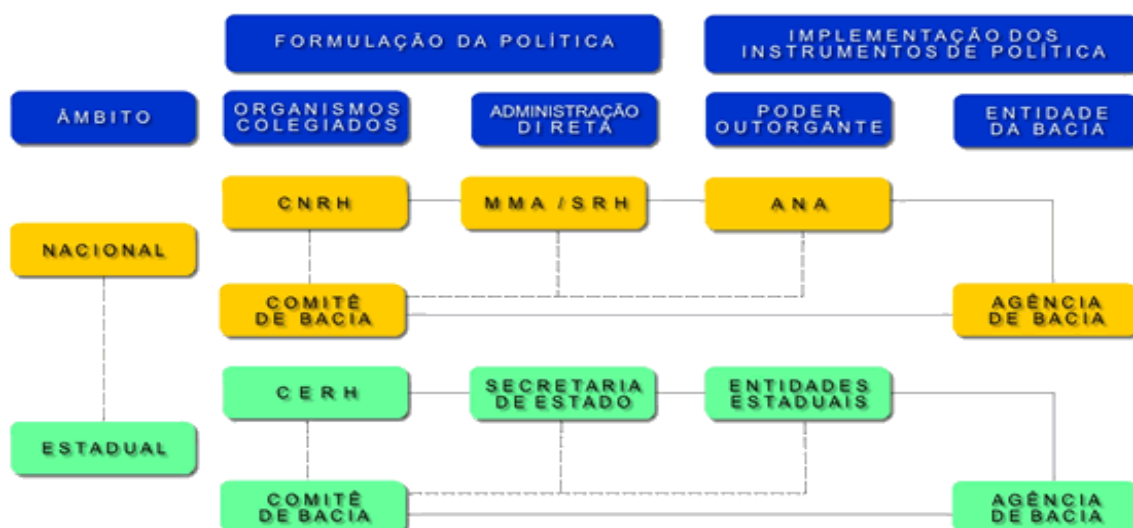 FORMULAÇÃO DA POLÍTICA
IMPLEMENTAÇÃO DOS
INSTRUMENTOS DE POLÍTICA
ÂMBITO
ORGANISMOS
COLEGIADOS
ADMINISTRAÇÃO
DIRETA
PODER
OUTORGANTE
ENTIDADE
DA BACIA
CNRH
MMA / SRH
ANA
NACIONAL
COMITÊ
DE BACIA
AGÊNCIA
DE BACIA
CERH
SECRETARIA
DE ESTADO
ENTIDADES
ESTADUAIS
ESTADUAL
COMITÊ
DE BACIA
AGÊNCIA
DE BACIA